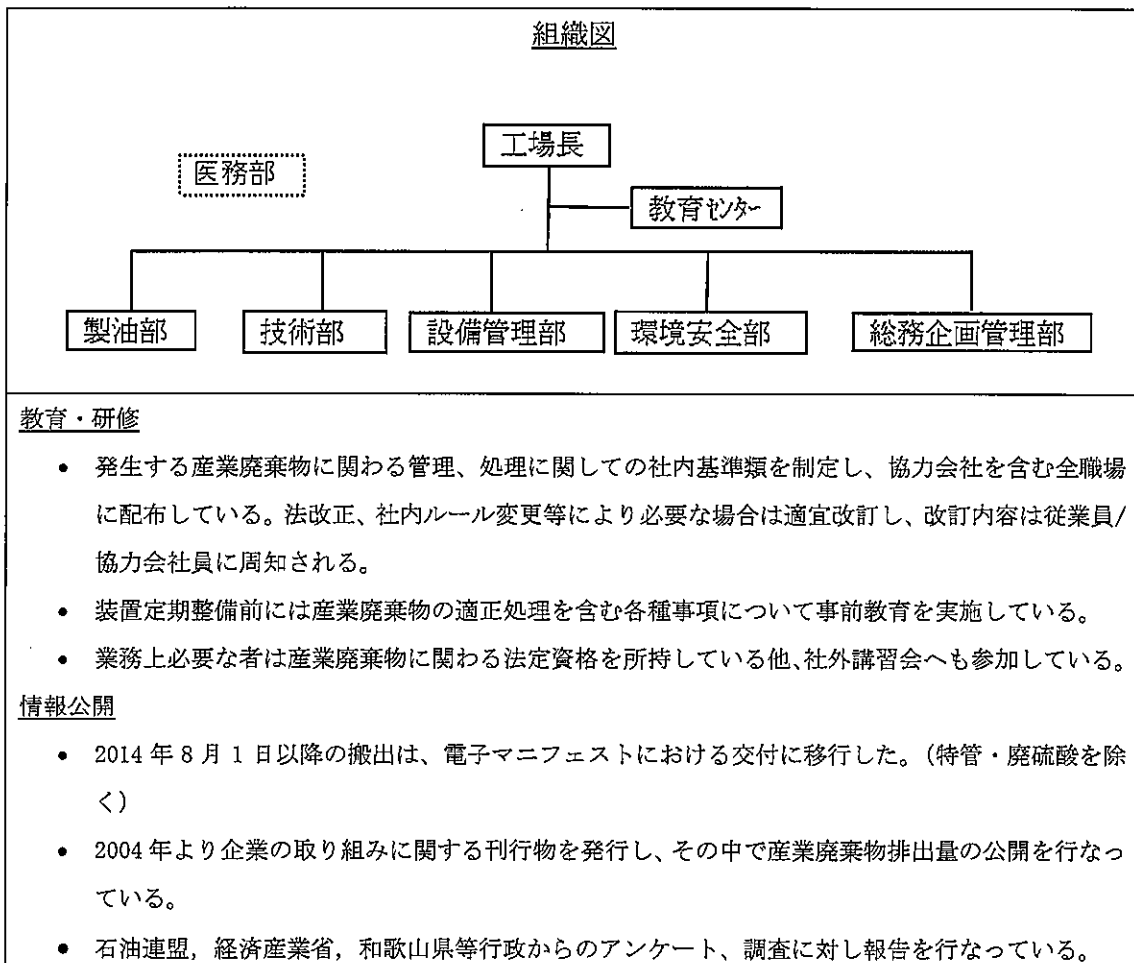 組織図
工場長
医務部
教育センター
製油部
技術部
設備管理部
環境安全部
総務企画管理部
教育・研修
• 発生する産業廃棄物に関わる管理、処理に関しての社内基準類を制定し、協力会社を含む全職場
に配布している。法改正、社内ルール変更等により必要な場合は適宜改訂し、改訂内容は従業員/
協力会社員に周知される。
• 装置定期整備前には産業廃棄物の適正処理を含む各種事項について事前教育を実施している。
• 業務上必要な者は産業廃棄物に関わる法定資格を所持している他、社外講習会へも参加している。
情報公開
• 2014 年 8 月 1 日以降の搬出は、電子マニフェストにおける交付に移行した。(特管・廃硫酸を除
く)
• 2004 年より企業の取り組みに関する刊行物を発行し、その中で産業廃棄物排出量の公開を行なっ
ている。
• 石油連盟, 経済産業省, 和歌山県等行政からのアンケート、調査に対し報告を行なっている。